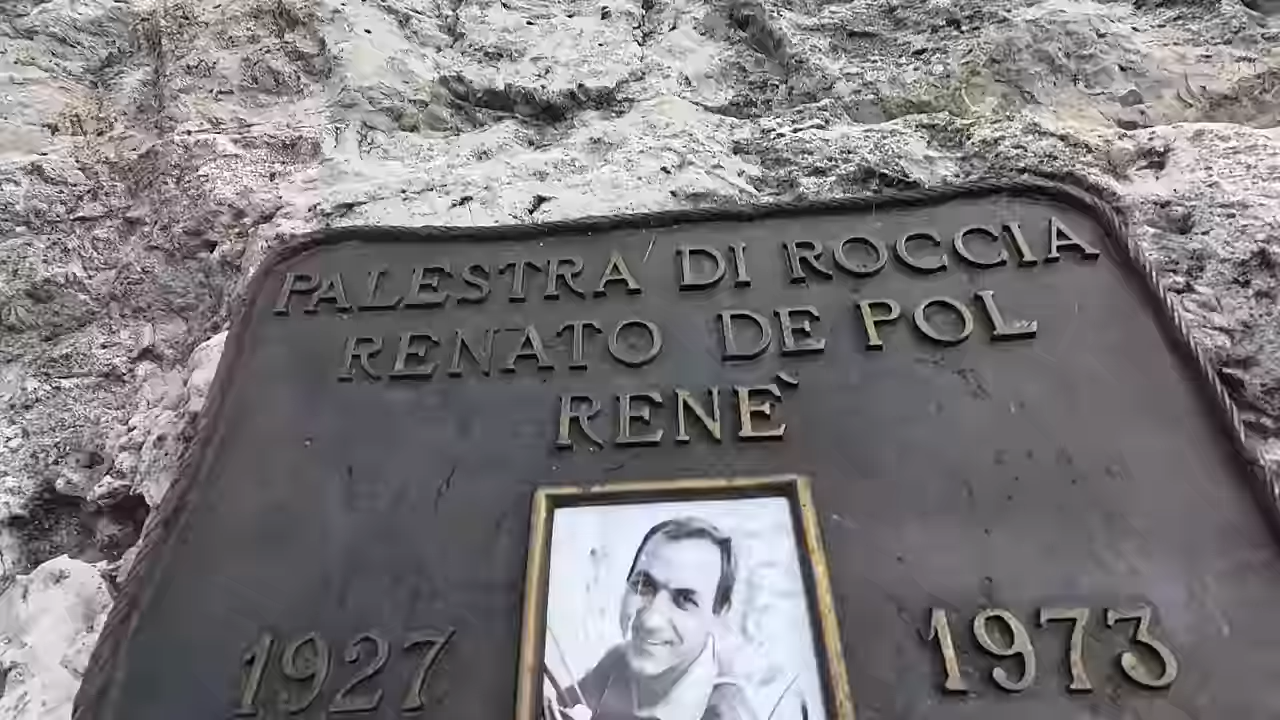 PALESTRA DI ROCCIA
RENATO DE POL
RENÈ
1927 1973